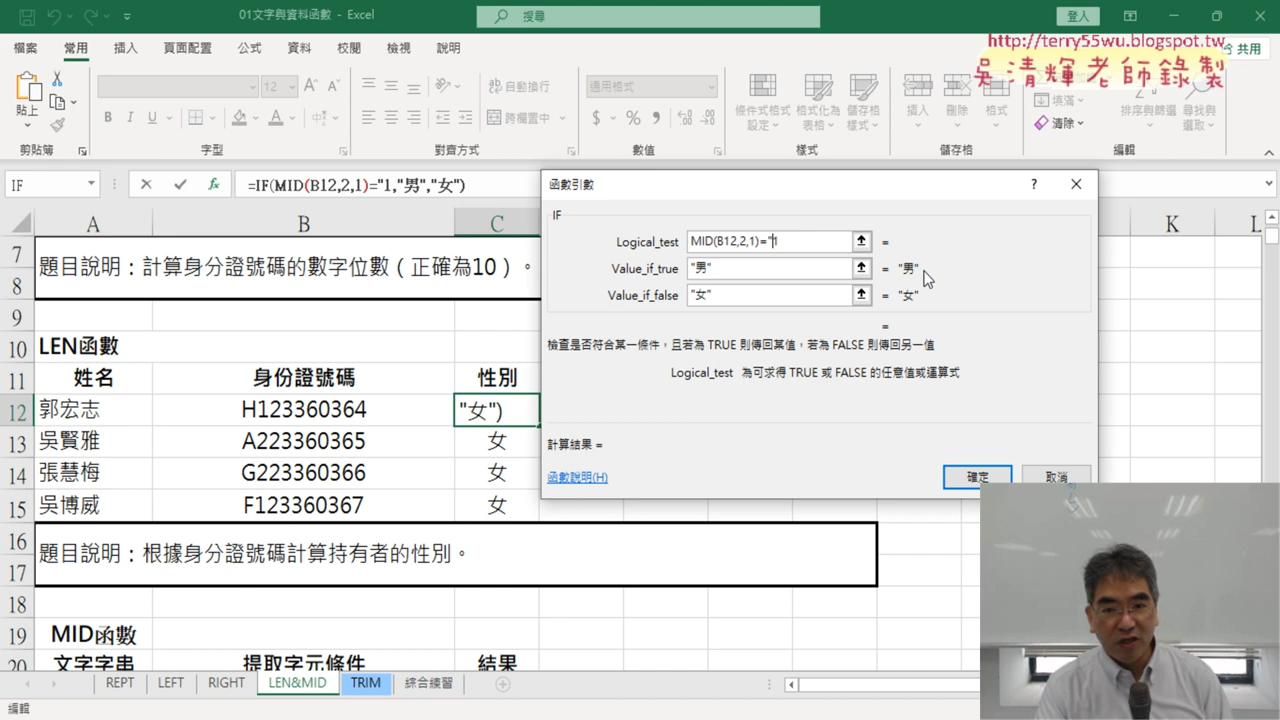 01文字與資料函數 - Excel
搜尋
登入
檔案 常用 插入 頁面配置 公式 資料 校閱 檢視 說明
共用
http://terry55wu.blogspot.tw
吳清輝老師錄製
貼上
12
自動換行
跨欄置中
通用格式
條件式格式設定
格式化為表格
儲存格樣式
插入 刪除 格式
填滿
清除
排序與篩選 尋找與選取
剪貼簿 字型 對齊方式 數值 樣式 儲存格 編輯
IF
=IF(MID(B12,2,1)="1,"男","女")
A B C K L
7 題目說明：計算身分證號碼的數字位數（正確為10）。
8
9
10 LEN函數
11 姓名 身份證號碼 性別
12 郭宏志 H123360364 "女")
13 吳賢雅 A223360365 女
14 張慧梅 G223360366 女
15 吳博威 F123360367 女
16 題目說明：根據身分證號碼計算持有者的性別。
17
18
19 MID函數
20 文字字串 提取字元條件 結果
函數引數
IF
Logical_test MID(B12,2,1)="1 =
Value_if_true "男" = "男"
Value_if_false "女" = "女"
=
檢查是否符合某一條件，且若為 TRUE 則傳回某值，若為 FALSE 則傳回另一值
Logical_test 為可求得 TRUE 或 FALSE 的任意值或運算式
計算結果 =
函數說明(H)
確定 取消
REPT LEFT RIGHT LEN&MID TRIM 綜合練習
編輯